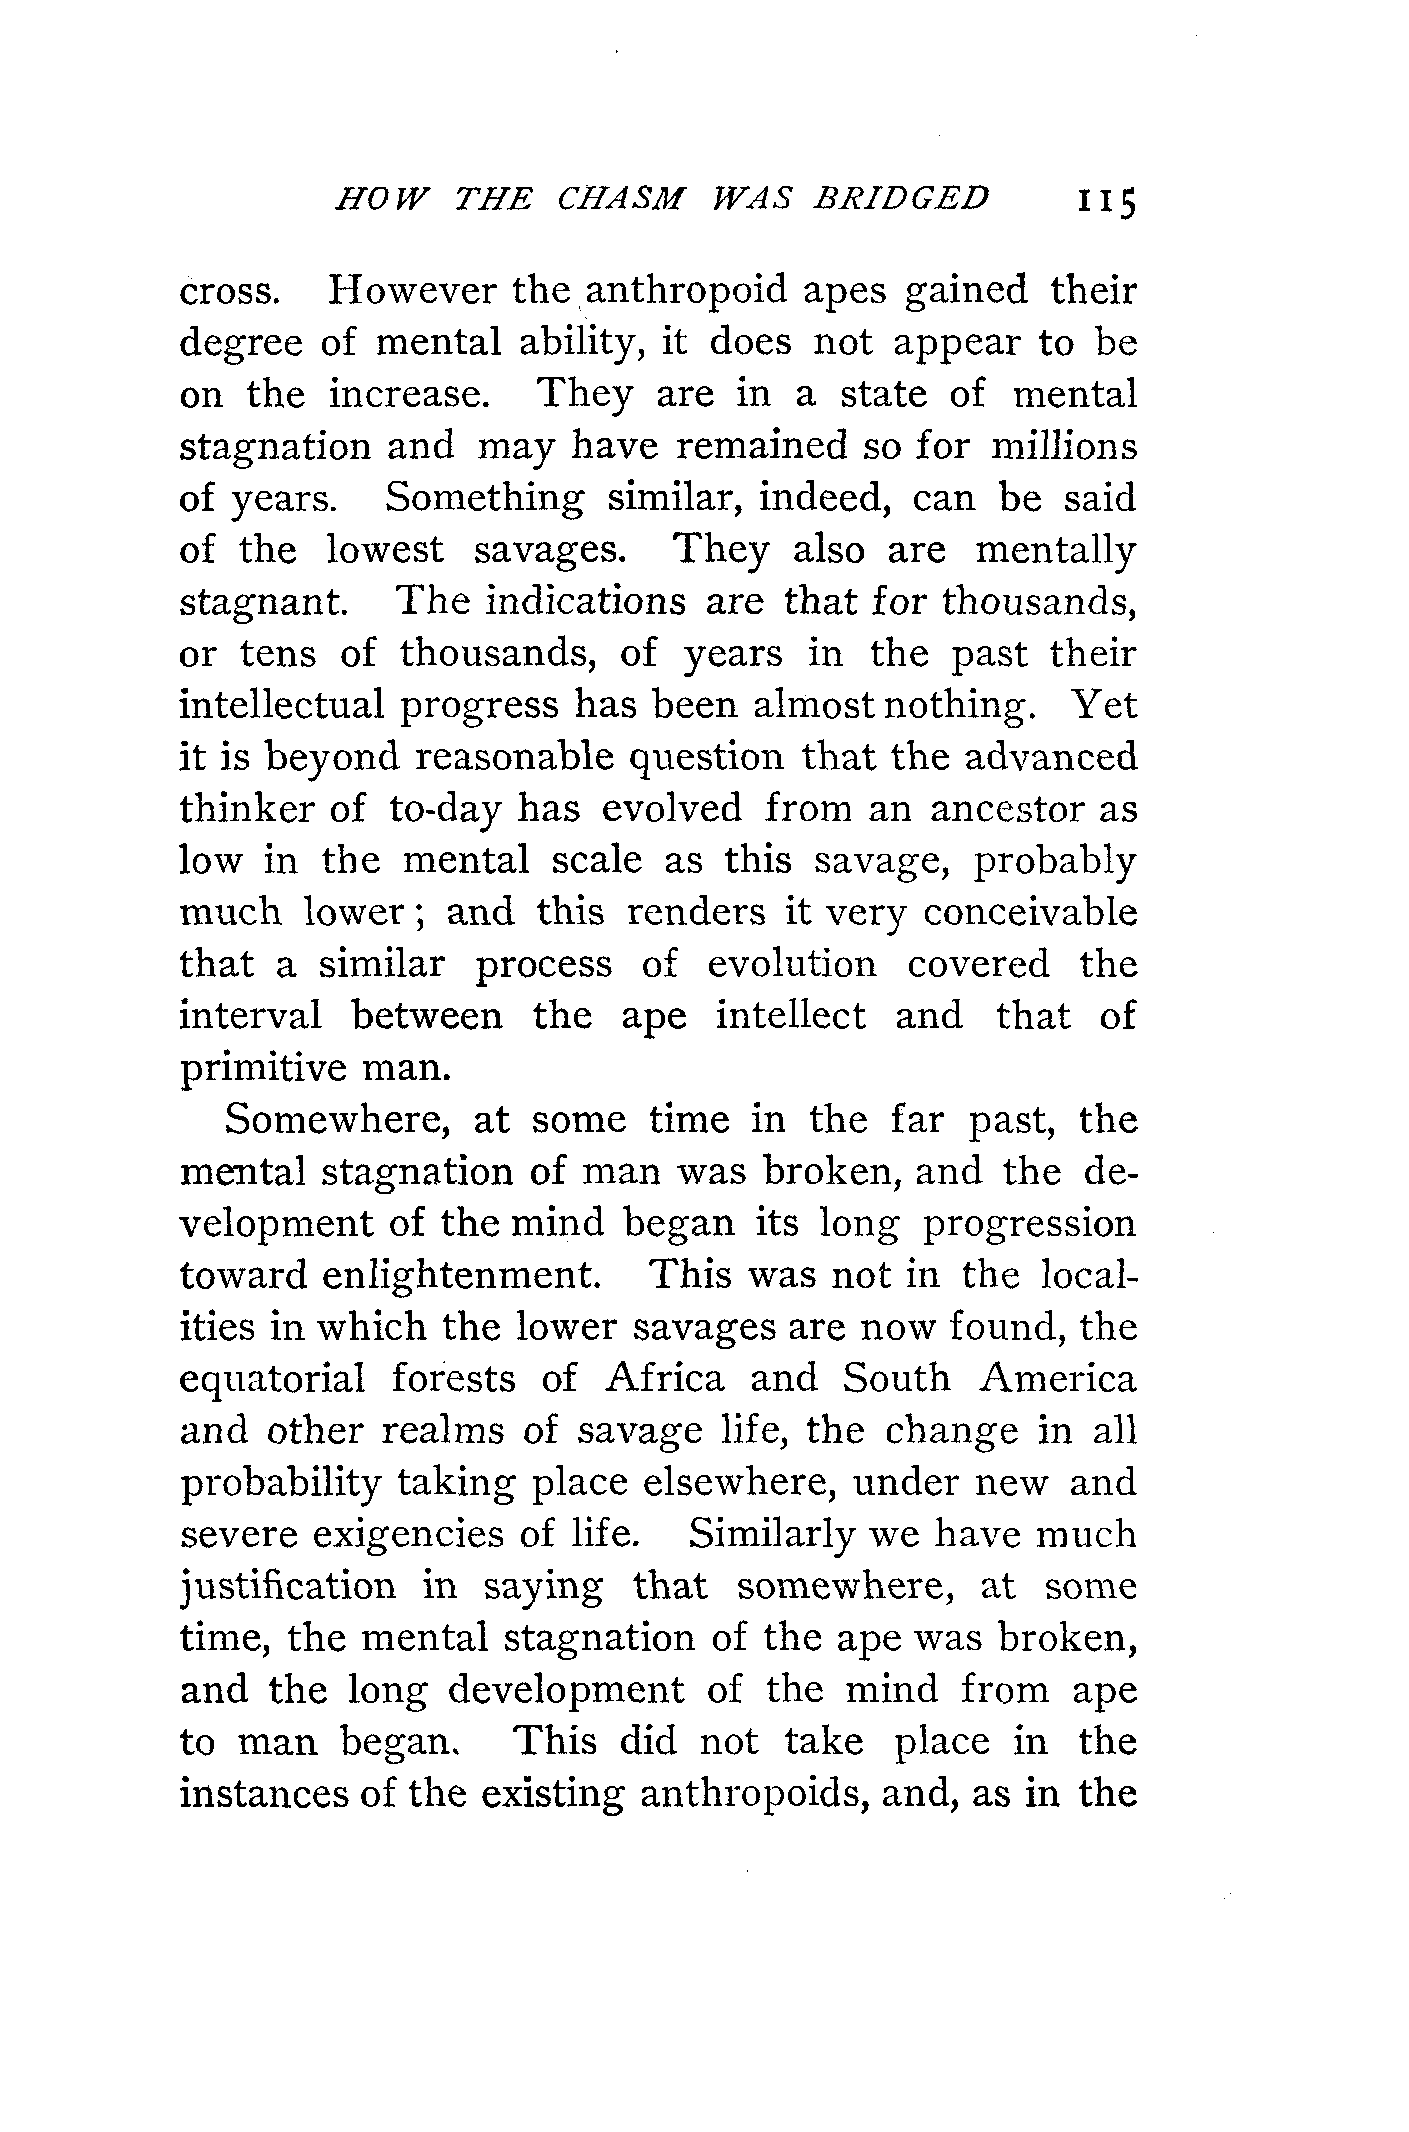 HOW THE CHASM WAS BRIDGED 115
cross. However the anthropoid apes gained their
degree of mental ability, it does not appear to be
on the increase. They are in a state of mental
stagnation and may have remained so for millions
of years. Something similar, indeed, can be said
of the lowest savages. They also are mentally
stagnant. The indications are that for thousands,
or tens of thousands, of years in the past their
intellectual progress has been almost nothing. Yet
it is beyond reasonable question that the advanced
thinker of to-day has evolved from an ancestor as
low in the mental scale as this savage, probably
much lower; and this renders it very conceivable
that a similar process of evolution covered the
interval between the ape intellect and that of
primitive man.
Somewhere, at some time in the far past, the
mental stagnation of man was broken, and the de-
velopment of the mind began its long progression
toward enlightenment. This was not in the local-
ities in which the lower savages are now found, the
equatorial forests of Africa and South America
and other realms of savage life, the change in all
probability taking place elsewhere, under new and
severe exigencies of life. Similarly we have much
justification in saying that somewhere, at some
time, the mental stagnation of the ape was broken,
and the long development of the mind from ape
to man began. This did not take place in the
instances of the existing anthropoids, and, as in the